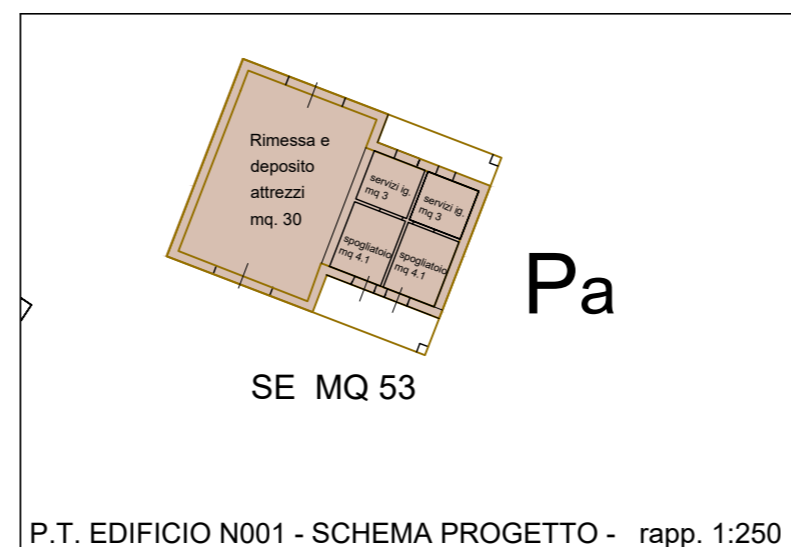 Rimessa e
deposito
attrezzi
mq. 30
servizi ig.
mq 3
servizi ig.
mq 3
spogliatoio
mq 4.1
spogliatoio
mq 4.1
Pa
SE MQ 53
P.T. EDIFICIO N001 - SCHEMA PROGETTO - rapp. 1:250